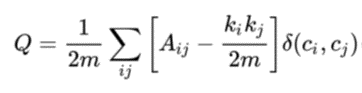 Q = \frac{1}{2m} \sum_{ij} \left[ A_{ij} - \frac{k_i k_j}{2m} \right] \delta(c_i, c_j)